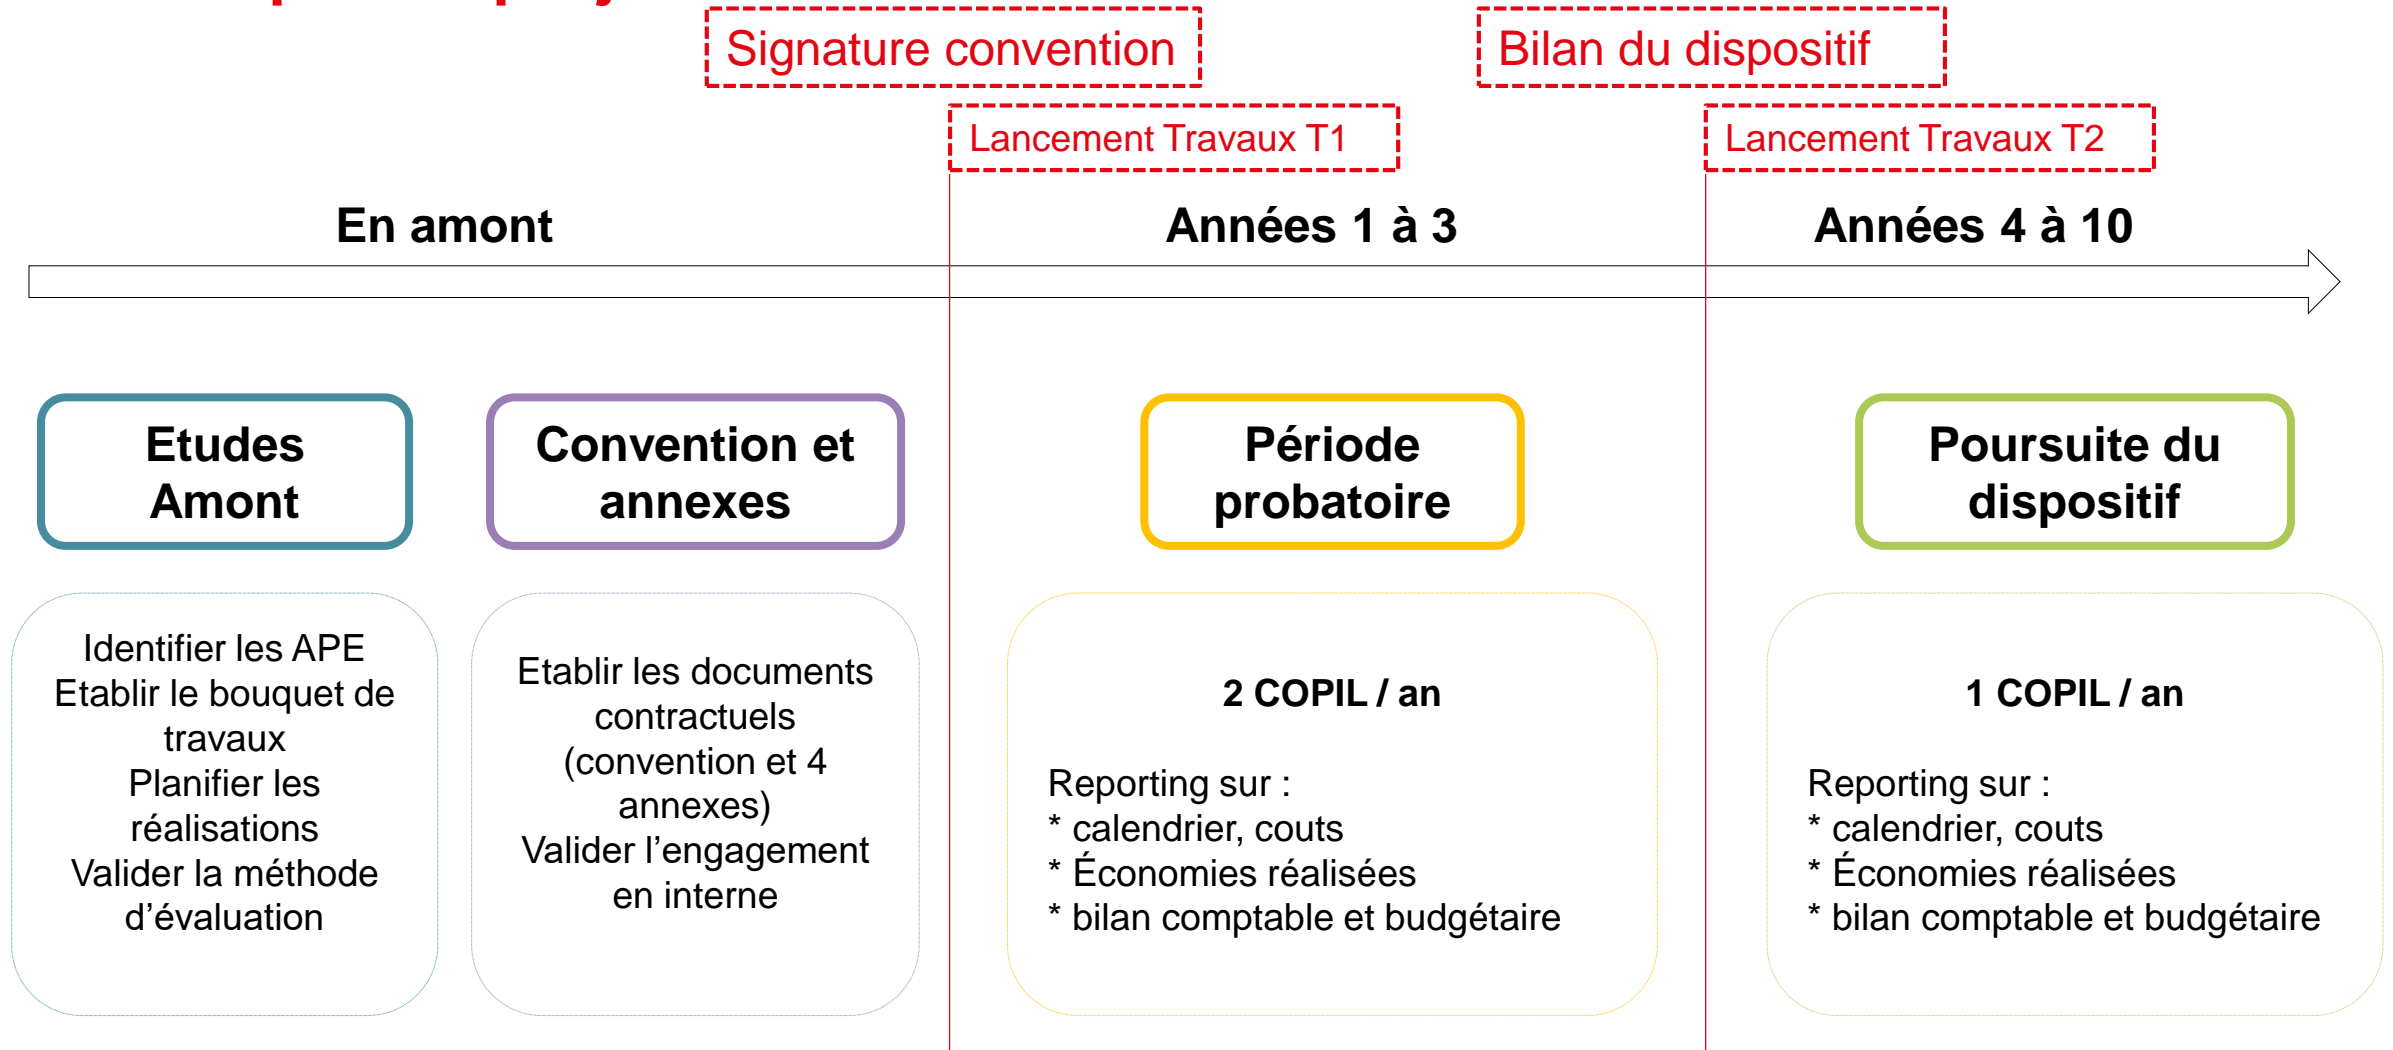 Signature convention
Bilan du dispositif
Lancement Travaux T1
Lancement Travaux T2
En amont
Années 1 à 3
Années 4 à 10
Etudes
Amont
Convention et
annexes
Période
probatoire
Poursuite du
dispositif
Identifier les APE
Etablir le bouquet de
travaux
Planifier les
réalisations
Valider la méthode
d’évaluation
Etablir les documents
contractuels
(convention et 4
annexes)
Valider l’engagement
en interne
2 COPIL / an
Reporting sur :
* calendrier, couts
* Économies réalisées
* bilan comptable et budgétaire
1 COPIL / an
Reporting sur :
* calendrier, couts
* Économies réalisées
* bilan comptable et budgétaire